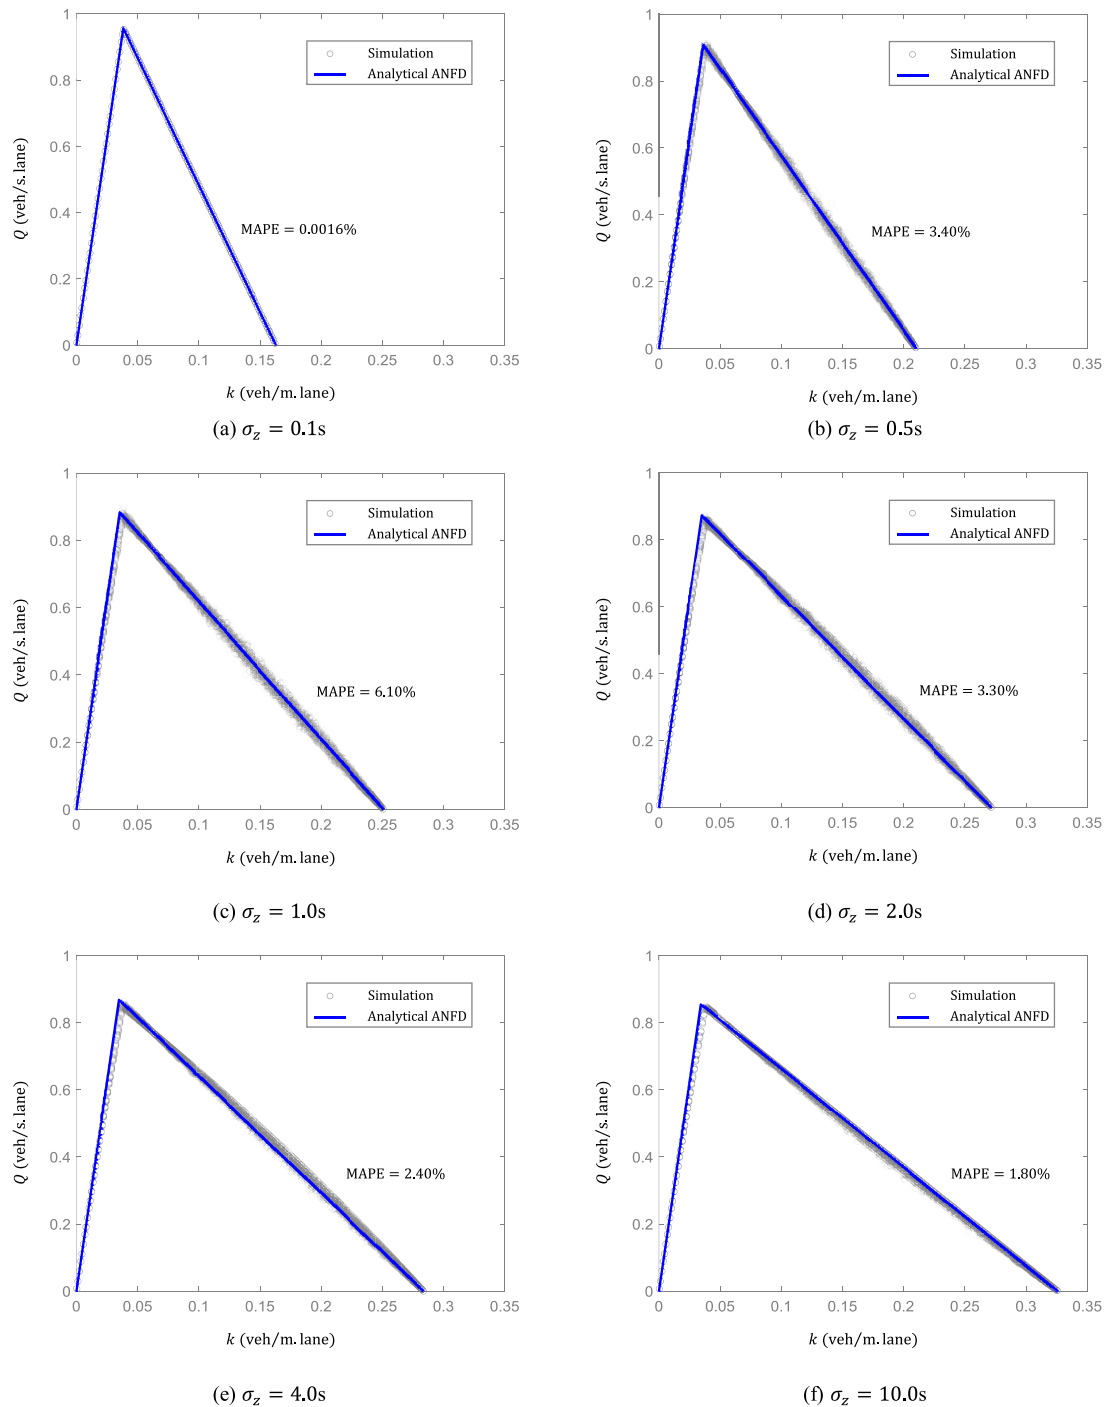 1
0.8
0.6
0.4
0.2
0
0 0.05 0.1 0.15 0.2 0.25 0.3 0.35
Q (veh/s.lane)
k (veh/m.lane)
Simulation
Analytical ANFD
MAPE = 0.0016%
(a) σz = 0.1s
1
0.8
0.6
0.4
0.2
0
0 0.05 0.1 0.15 0.2 0.25 0.3 0.35
Q (veh/s.lane)
k (veh/m.lane)
Simulation
Analytical ANFD
MAPE = 3.40%
(b) σz = 0.5s
1
0.8
0.6
0.4
0.2
0
0 0.05 0.1 0.15 0.2 0.25 0.3 0.35
Q (veh/s.lane)
k (veh/m.lane)
Simulation
Analytical ANFD
MAPE = 6.10%
(c) σz = 1.0s
1
0.8
0.6
0.4
0.2
0
0 0.05 0.1 0.15 0.2 0.25 0.3 0.35
Q (veh/s.lane)
k (veh/m.lane)
Simulation
Analytical ANFD
MAPE = 3.30%
(d) σz = 2.0s
1
0.8
0.6
0.4
0.2
0
0 0.05 0.1 0.15 0.2 0.25 0.3 0.35
Q (veh/s.lane)
k (veh/m.lane)
Simulation
Analytical ANFD
MAPE = 2.40%
(e) σz = 4.0s
1
0.8
0.6
0.4
0.2
0
0 0.05 0.1 0.15 0.2 0.25 0.3 0.35
Q (veh/s.lane)
k (veh/m.lane)
Simulation
Analytical ANFD
MAPE = 1.80%
(f) σz = 10.0s